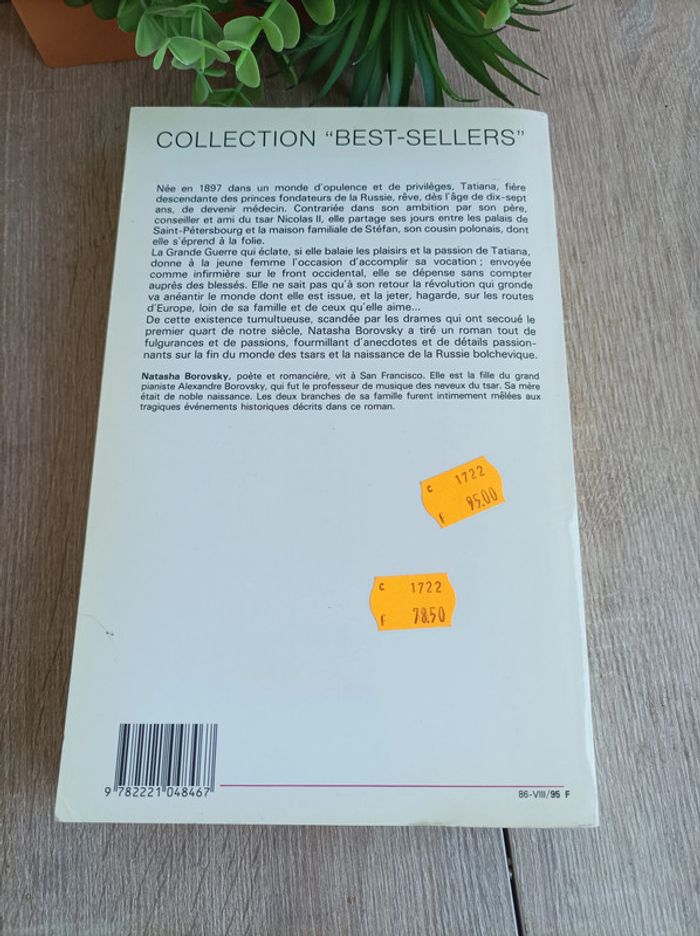 COLLECTION "BEST-SELLERS"
Née en 1897 dans un monde d'opulence et de privilèges, Tatiana, fière
descendante des princes fondateurs de la Russie, rêve, dès l'âge de dix-sept
ans, de devenir médecin. Contrariée dans son ambition par son père,
conseiller et ami du tsar Nicolas II, elle partage ses jours entre les palais de
Saint-Pétersbourg et la maison familiale de Stéfan, son cousin polonais, dont
elle s'éprend à la folie.
La Grande Guerre qui éclate, si elle balaie les plaisirs et la passion de Tatiana,
donne à la jeune femme l'occasion d'accomplir sa vocation ; envoyée
comme infirmière sur le front occidental, elle se dépense sans compter
auprès des blessés. Elle ne sait pas qu'à son retour la révolution qui gronde
va anéantir le monde dont elle est issue, et la jeter, hagarde, sur les routes
d'Europe, loin de sa famille et de ceux qu'elle aime...
De cette existence tumultueuse, scandée par les drames qui ont secoué le
premier quart de notre siècle, Natasha Borovsky a tiré un roman tout de
fulgurances et de passions, fourmillant d'anecdotes et de détails passion-
nants sur la fin du monde des tsars et la naissance de la Russie bolchevique.
Natasha Borovsky, poète et romancière, vit à San Francisco. Elle est la fille du grand
pianiste Alexandre Borovsky, qui fut le professeur de musique des neveux du tsar. Sa mère
était de noble naissance. Les deux branches de sa famille furent intimement mêlées aux
tragiques événements historiques décrits dans ce roman.
C 1722
F 95.00
C 1722
F 78.50
9 782221 048467
86-VIII/95 F